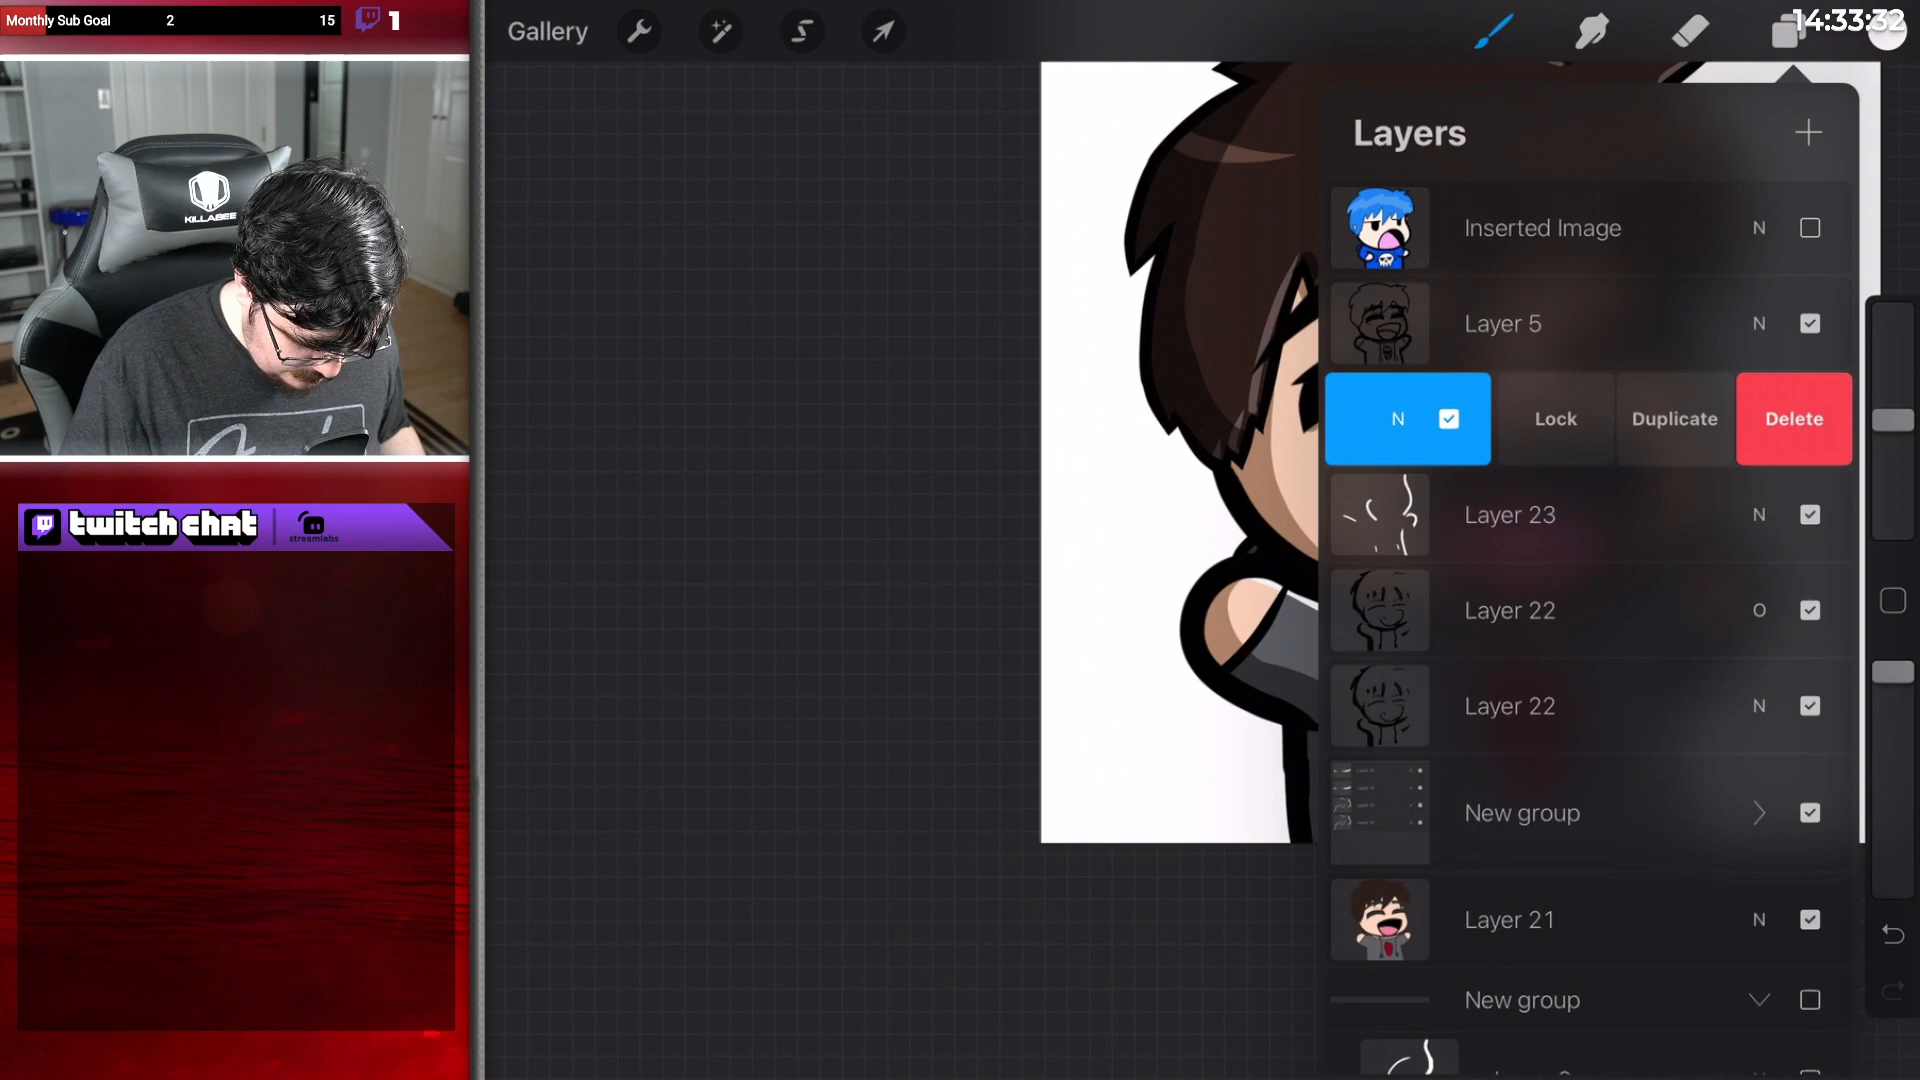 Monthly Sub Goal 2 15 1
Gallery
14:33:32
KILLABEE
Layers
Inserted Image N
Layer 5 N
N Lock Duplicate Delete
Layer 23 N
Layer 22 O
Layer 22 N
New group
Layer 21 N
New group
twitch chat streamlabs